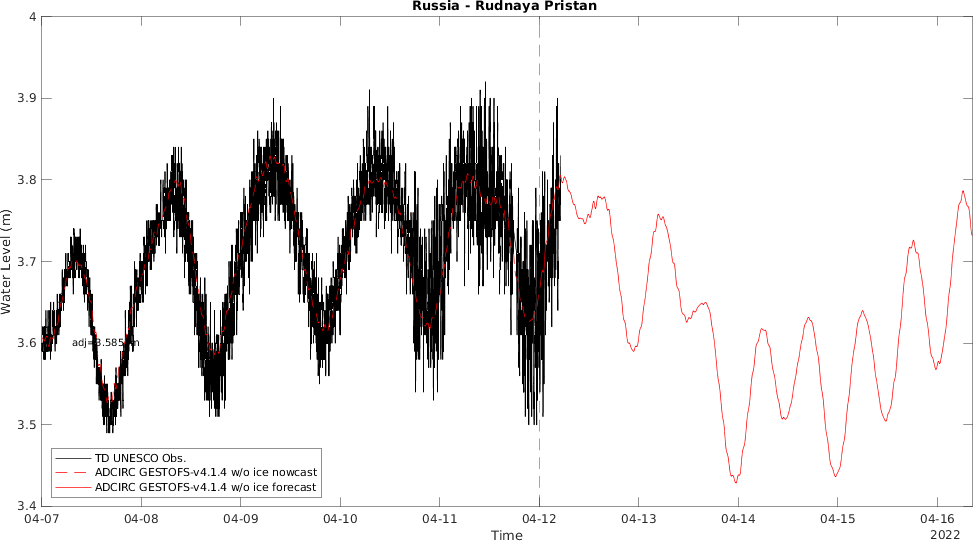 Russia - Rudnaya Pristan
Water Level (m)
4
3.9
3.8
3.7
3.6
3.5
3.4
TD UNESCO Obs.
ADCIRC GESTOFS-v4.1.4 w/o ice nowcast
ADCIRC GESTOFS-v4.1.4 w/o ice forecast
04-07 04-08 04-09 04-10 04-11 04-12 04-13 04-14 04-15 04-16
Time
2022